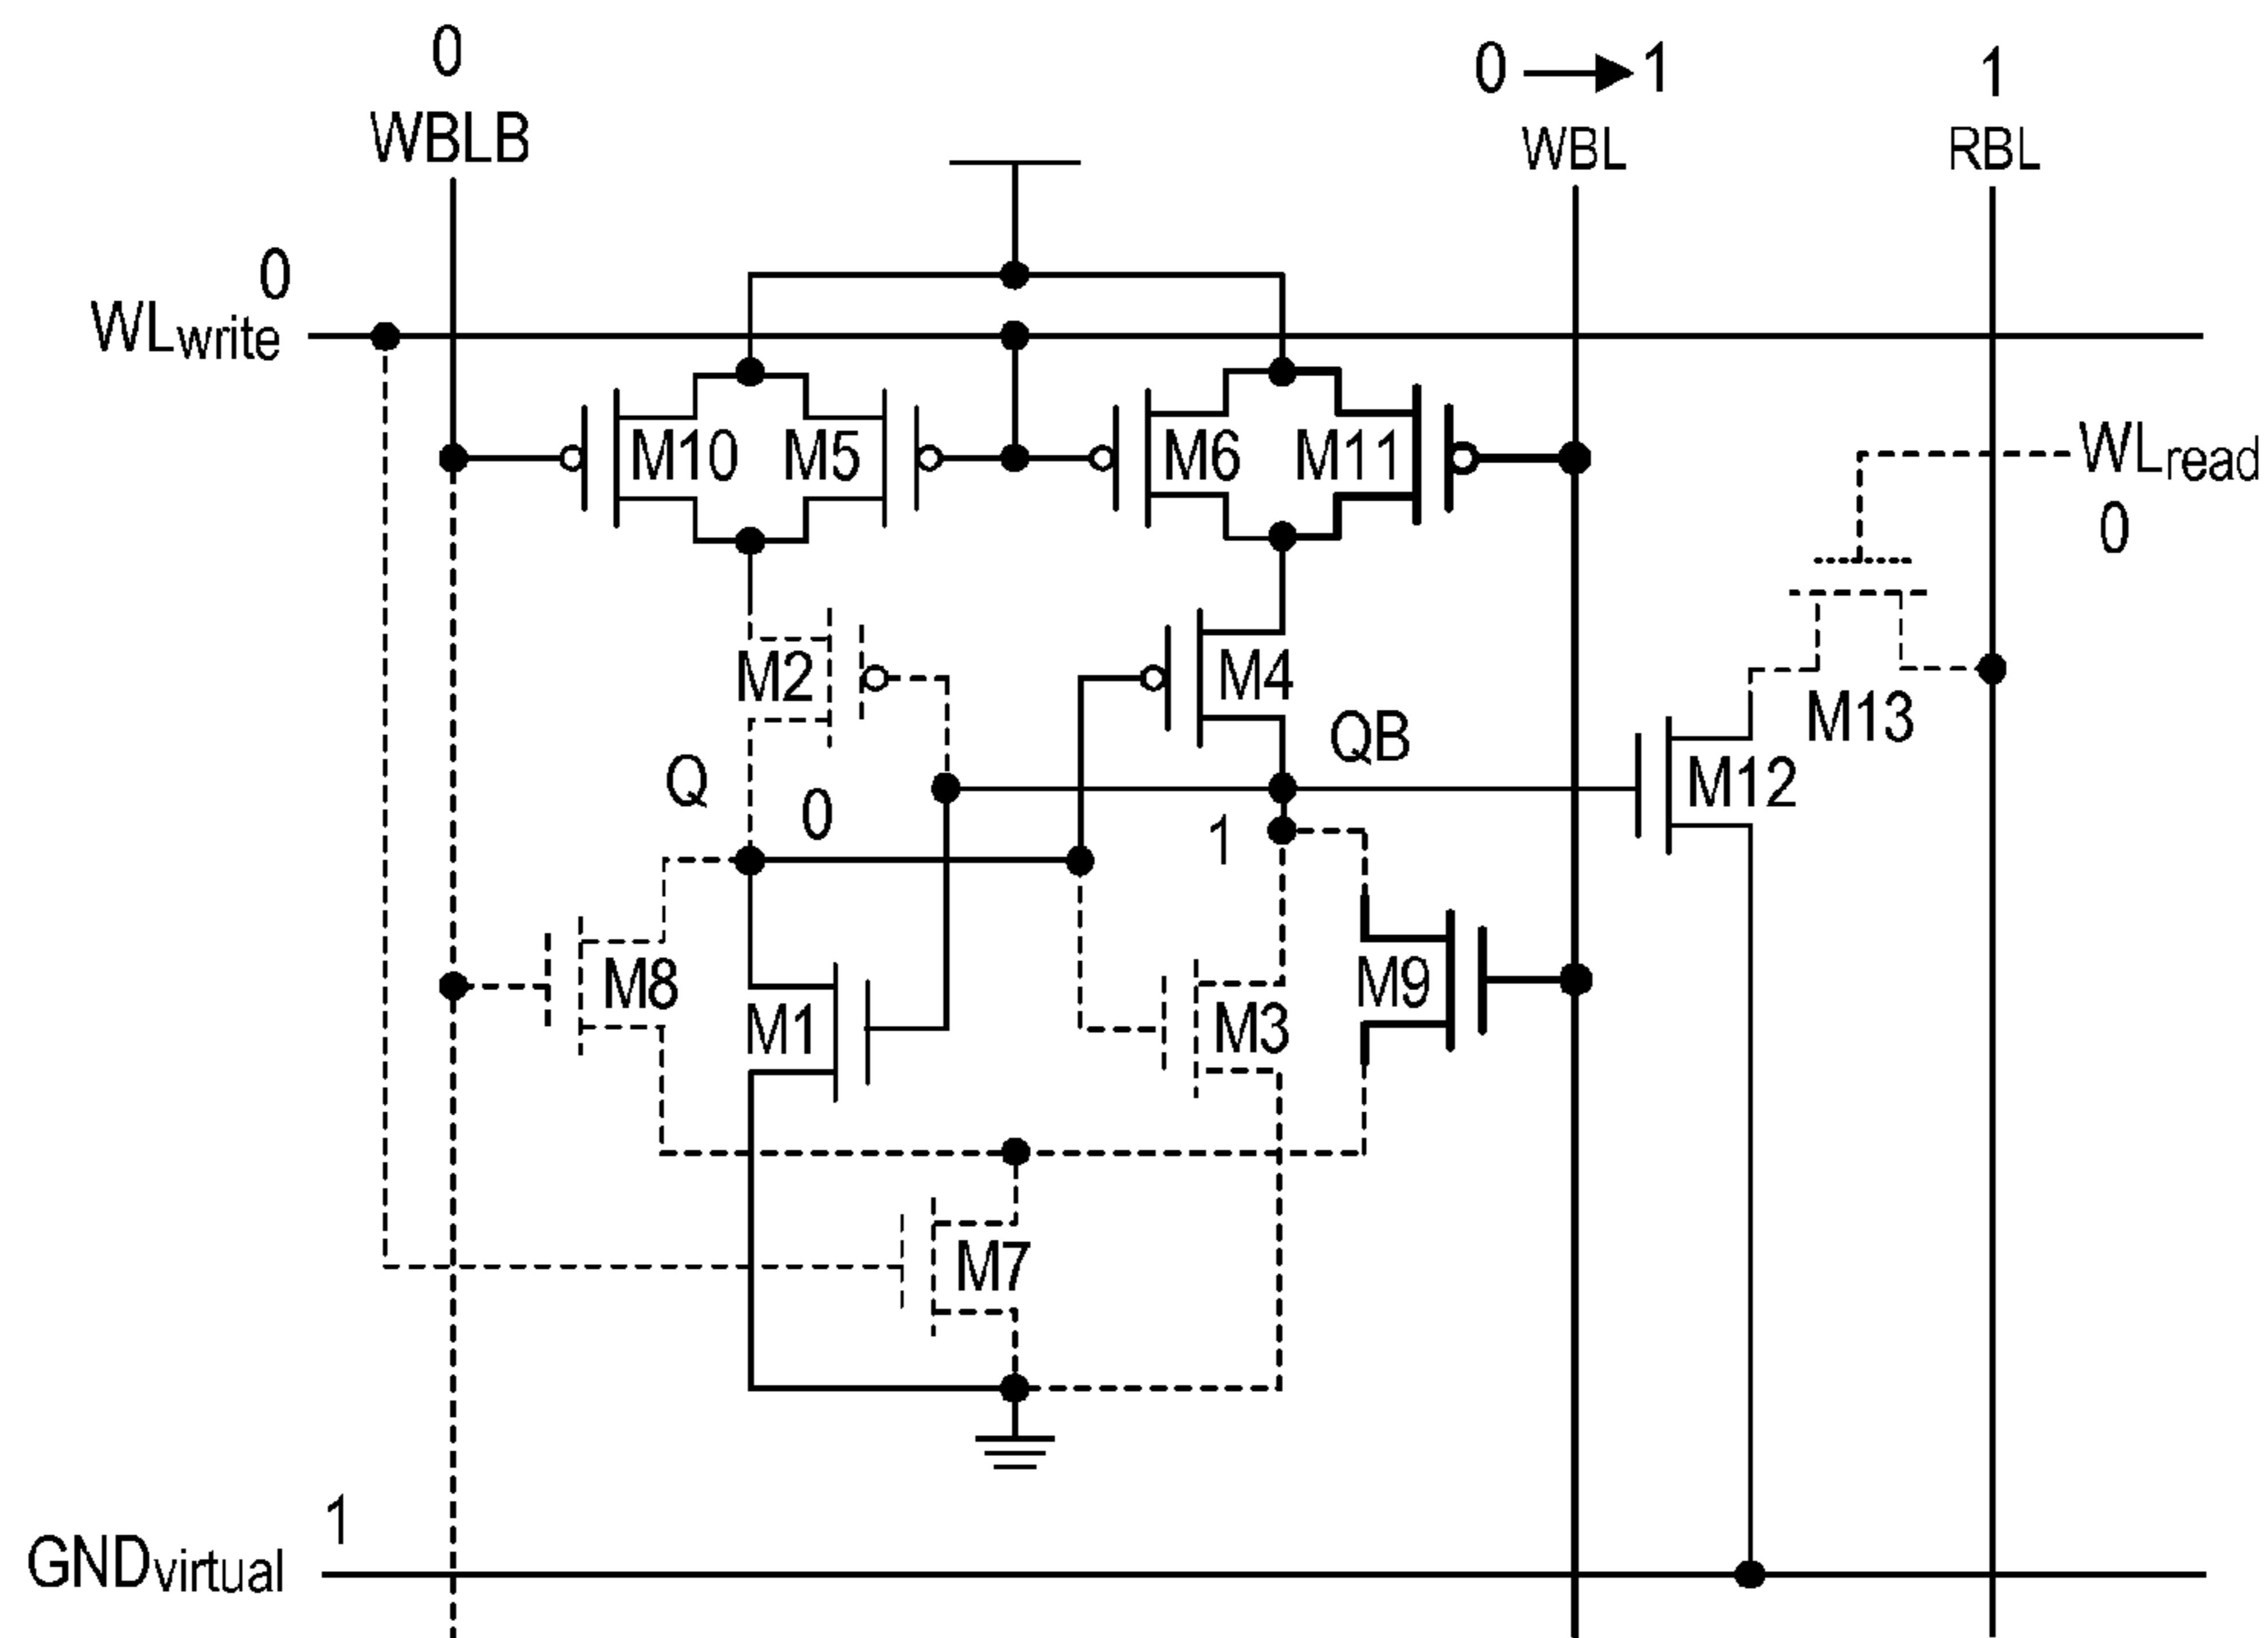 0
0 → 1
1
WBLB
WBL
RBL
0
WLwrite
M10
M5
M6
M11
WLread
0
M2
M4
M13
Q
0
QB
1
M12
M8
M1
M3
M9
M7
1
GNDvirtual